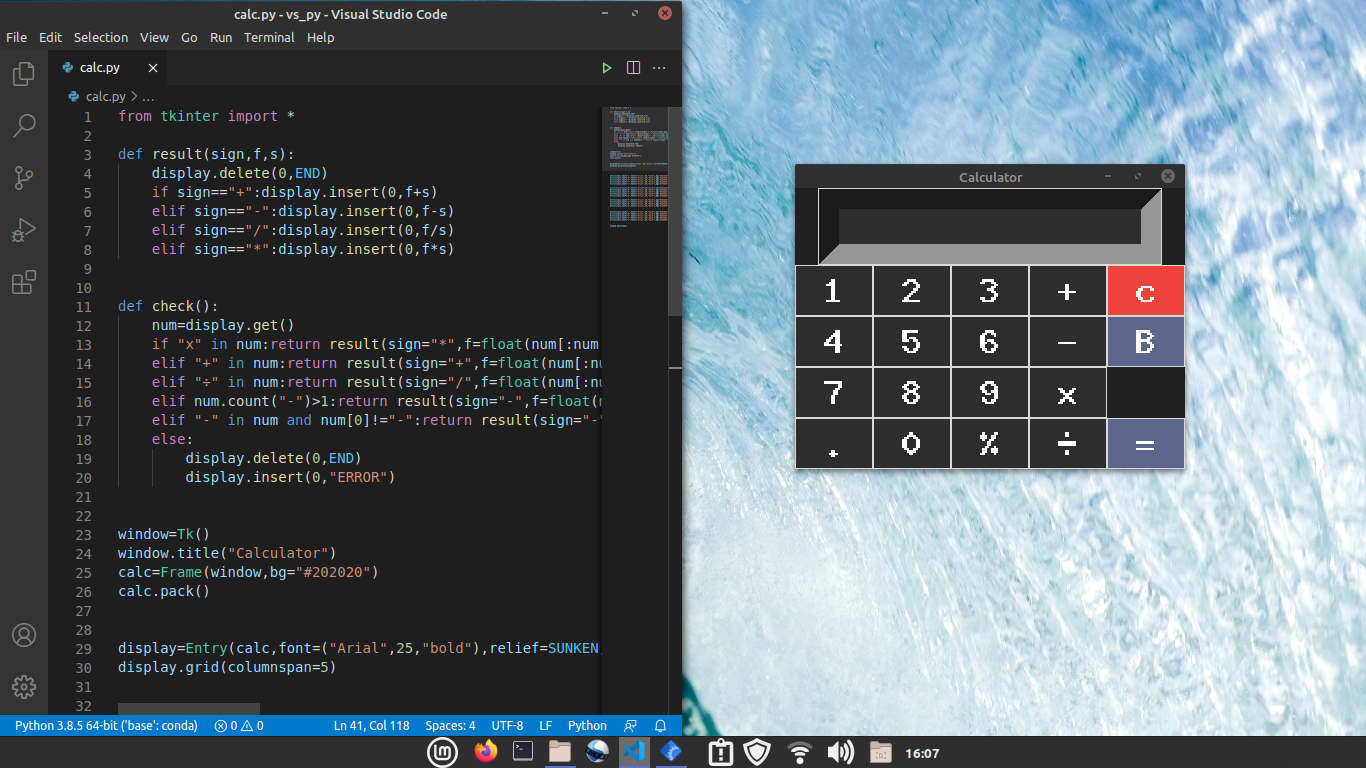 calc.py - vs_py - Visual Studio Code
File Edit Selection View Go Run Terminal Help
calc.py
calc.py > ...
1 from tkinter import *
2
3 def result(sign,f,s):
4 display.delete(0,END)
5 if sign=="+":display.insert(0,f+s)
6 elif sign=="-":display.insert(0,f-s)
7 elif sign=="/":display.insert(0,f/s)
8 elif sign=="*":display.insert(0,f*s)
9
10
11 def check():
12 num=display.get()
13 if "x" in num:return result(sign="*",f=float(num[:num
14 elif "+" in num:return result(sign="+",f=float(num[:nu
15 elif "÷" in num:return result(sign="/",f=float(num[:nu
16 elif num.count("-")>1:return result(sign="-",f=float(n
17 elif "-" in num and num[0]!="-":return result(sign="-"
18 else:
19 display.delete(0,END)
20 display.insert(0,"ERROR")
21
22
23 window=Tk()
24 window.title("Calculator")
25 calc=Frame(window,bg="#202020")
26 calc.pack()
27
28
29 display=Entry(calc,font=("Arial",25,"bold"),relief=SUNKEN,
30 display.grid(columnspan=5)
31
32
Python 3.8.5 64-bit ('base': conda) 0 0 Ln 41, Col 118 Spaces: 4 UTF-8 LF Python
Calculator
1 2 3 + c
4 5 6 - B
7 8 9 x
. 0 % ÷ =
16:07